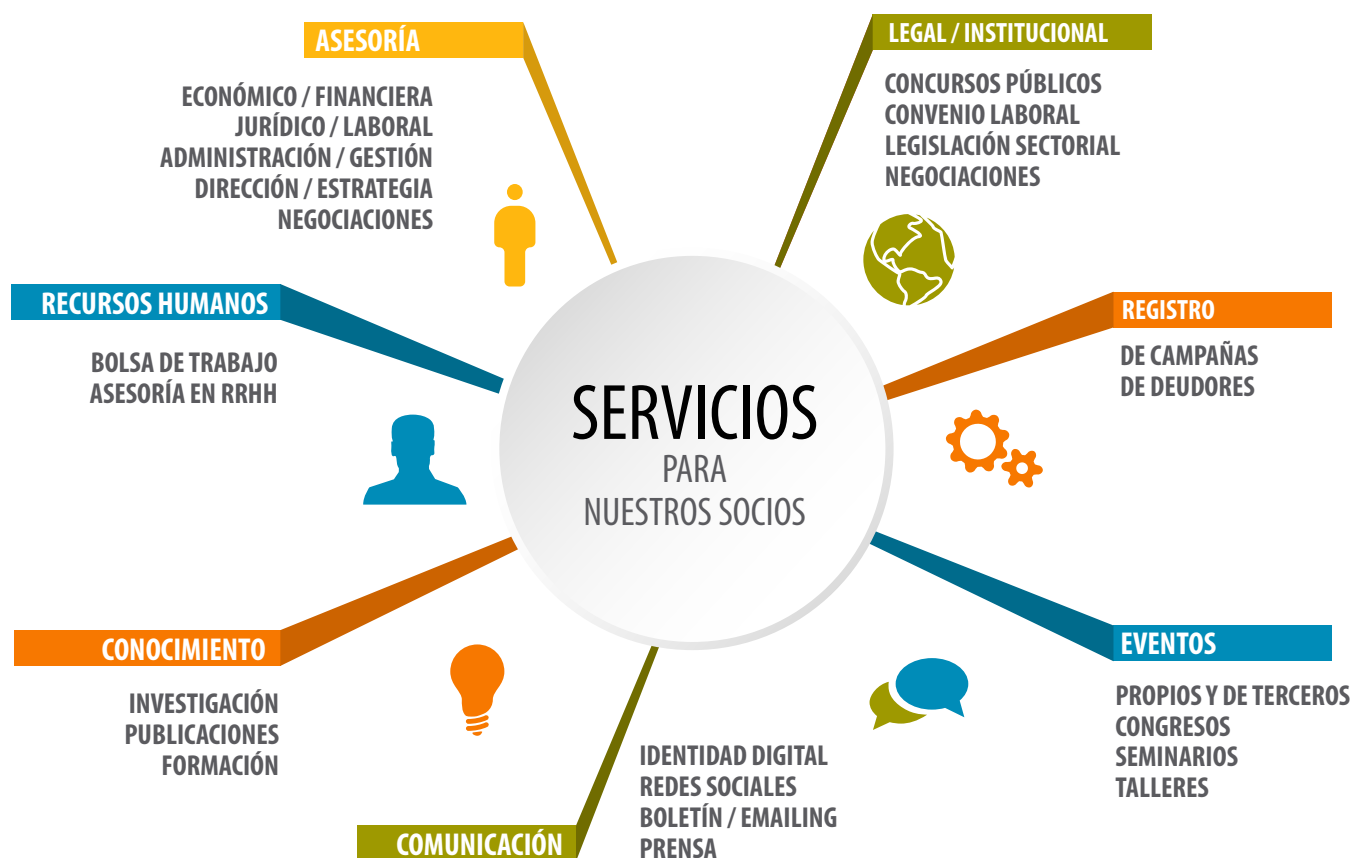 ASESORÍA
ECONÓMICO / FINANCIERA
JURÍDICO / LABORAL
ADMINISTRACIÓN / GESTIÓN
DIRECCIÓN / ESTRATEGIA
NEGOCIACIONES
LEGAL / INSTITUCIONAL
CONCURSOS PÚBLICOS
CONVENIO LABORAL
LEGISLACIÓN SECTORIAL
NEGOCIACIONES
RECURSOS HUMANOS
BOLSA DE TRABAJO
ASESORÍA EN RRHH
REGISTRO
DE CAMPAÑAS
DE DEUDORES
SERVICIOS
PARA
NUESTROS SOCIOS
CONOCIMIENTO
INVESTIGACIÓN
PUBLICACIONES
FORMACIÓN
EVENTOS
PROPIOS Y DE TERCEROS
CONGRESOS
SEMINARIOS
TALLERES
COMUNICACIÓN
IDENTIDAD DIGITAL
REDES SOCIALES
BOLETÍN / EMAILING
PRENSA